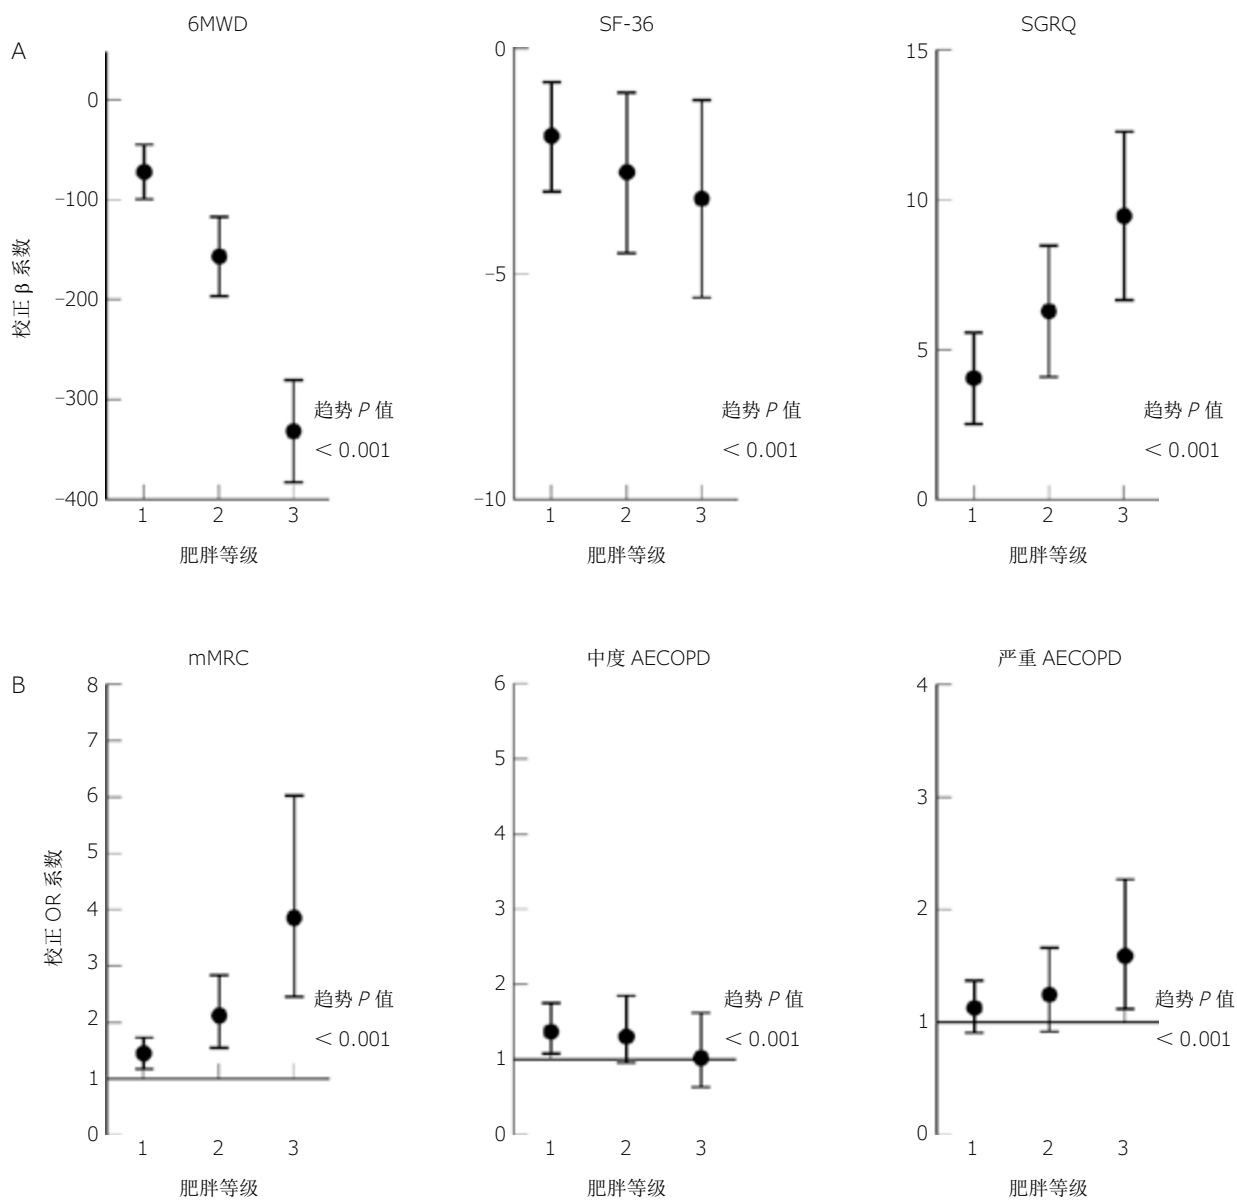 A
6MWD
SF-36
SGRQ
校正 β 系数
0
−100
−200
−300
−400
趋势 P 值
< 0.001
1 2 3
肥胖等级
0
−5
−10
趋势 P 值
< 0.001
1 2 3
肥胖等级
15
10
5
0
趋势 P 值
< 0.001
1 2 3
肥胖等级
B
mMRC
中度 AECOPD
严重 AECOPD
校正 OR 系数
8
7
6
5
4
3
2
1
0
趋势 P 值
< 0.001
1 2 3
肥胖等级
6
5
4
3
2
1
0
趋势 P 值
< 0.001
1 2 3
肥胖等级
4
3
2
1
0
趋势 P 值
< 0.001
1 2 3
肥胖等级